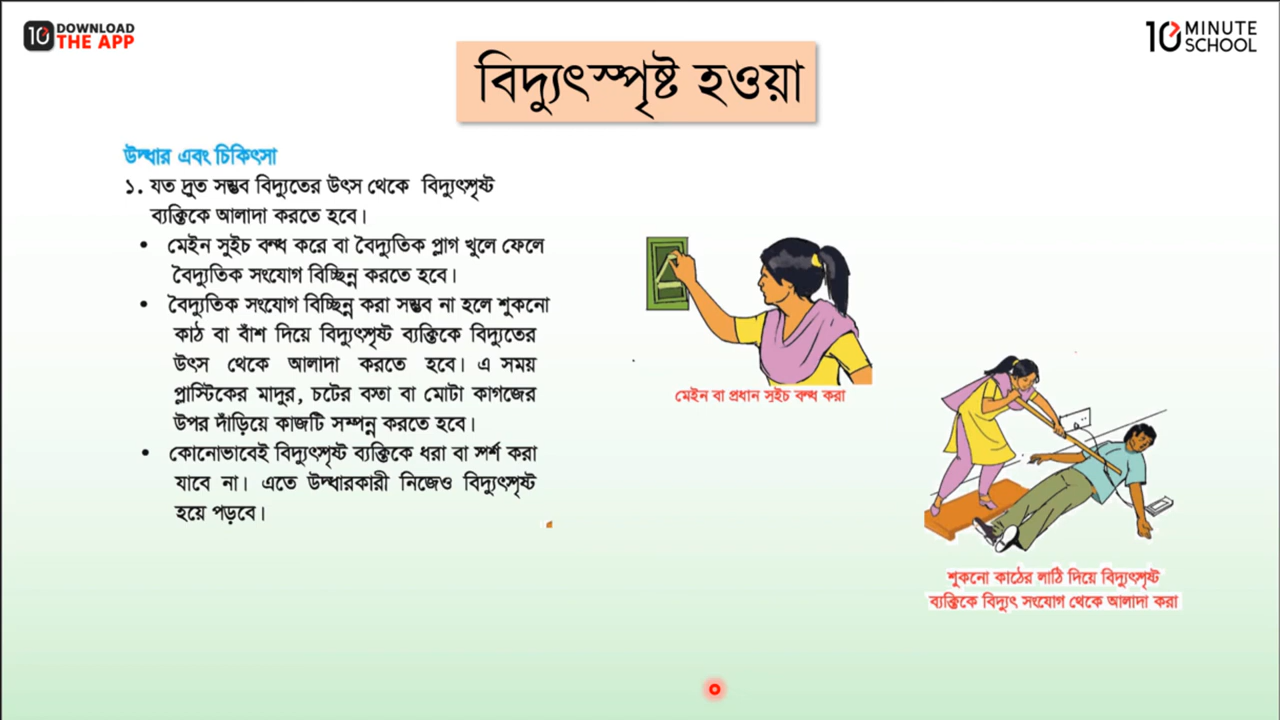 10 DOWNLOAD
THE APP
10 MINUTE
SCHOOL
বিদ্যুৎস্পৃষ্ট হওয়া
উদ্ধার এবং চিকিৎসা
১. যত দ্রুত সম্ভব বিদ্যুতের উৎস থেকে বিদ্যুৎস্পৃষ্ট
ব্যক্তিকে আলাদা করতে হবে।
• মেইন সুইচ বন্ধ করে বা বৈদ্যুতিক প্লাগ খুলে ফেলে
বৈদ্যুতিক সংযোগ বিচ্ছিন্ন করতে হবে।
• বৈদ্যুতিক সংযোগ বিচ্ছিন্ন করা সম্ভব না হলে শুকনো
কাঠ বা বাঁশ দিয়ে বিদ্যুৎস্পৃষ্ট ব্যক্তিকে বিদ্যুতের
উৎস থেকে আলাদা করতে হবে। এ সময়
প্লাস্টিকের মাদুর, চটের বস্তা বা মোটা কাগজের
উপর দাঁড়িয়ে কাজটি সম্পন্ন করতে হবে।
• কোনোভাবেই বিদ্যুৎস্পৃষ্ট ব্যক্তিকে ধরা বা স্পর্শ করা
যাবে না। এতে উদ্ধারকারী নিজেও বিদ্যুৎস্পৃষ্ট
হয়ে পড়বে।
মেইন বা প্রধান সুইচ বন্ধ করা
শুকনো কাঠের লাঠি দিয়ে বিদ্যুৎস্পৃষ্ট
ব্যক্তিকে বিদ্যুৎ সংযোগ থেকে আলাদা করা